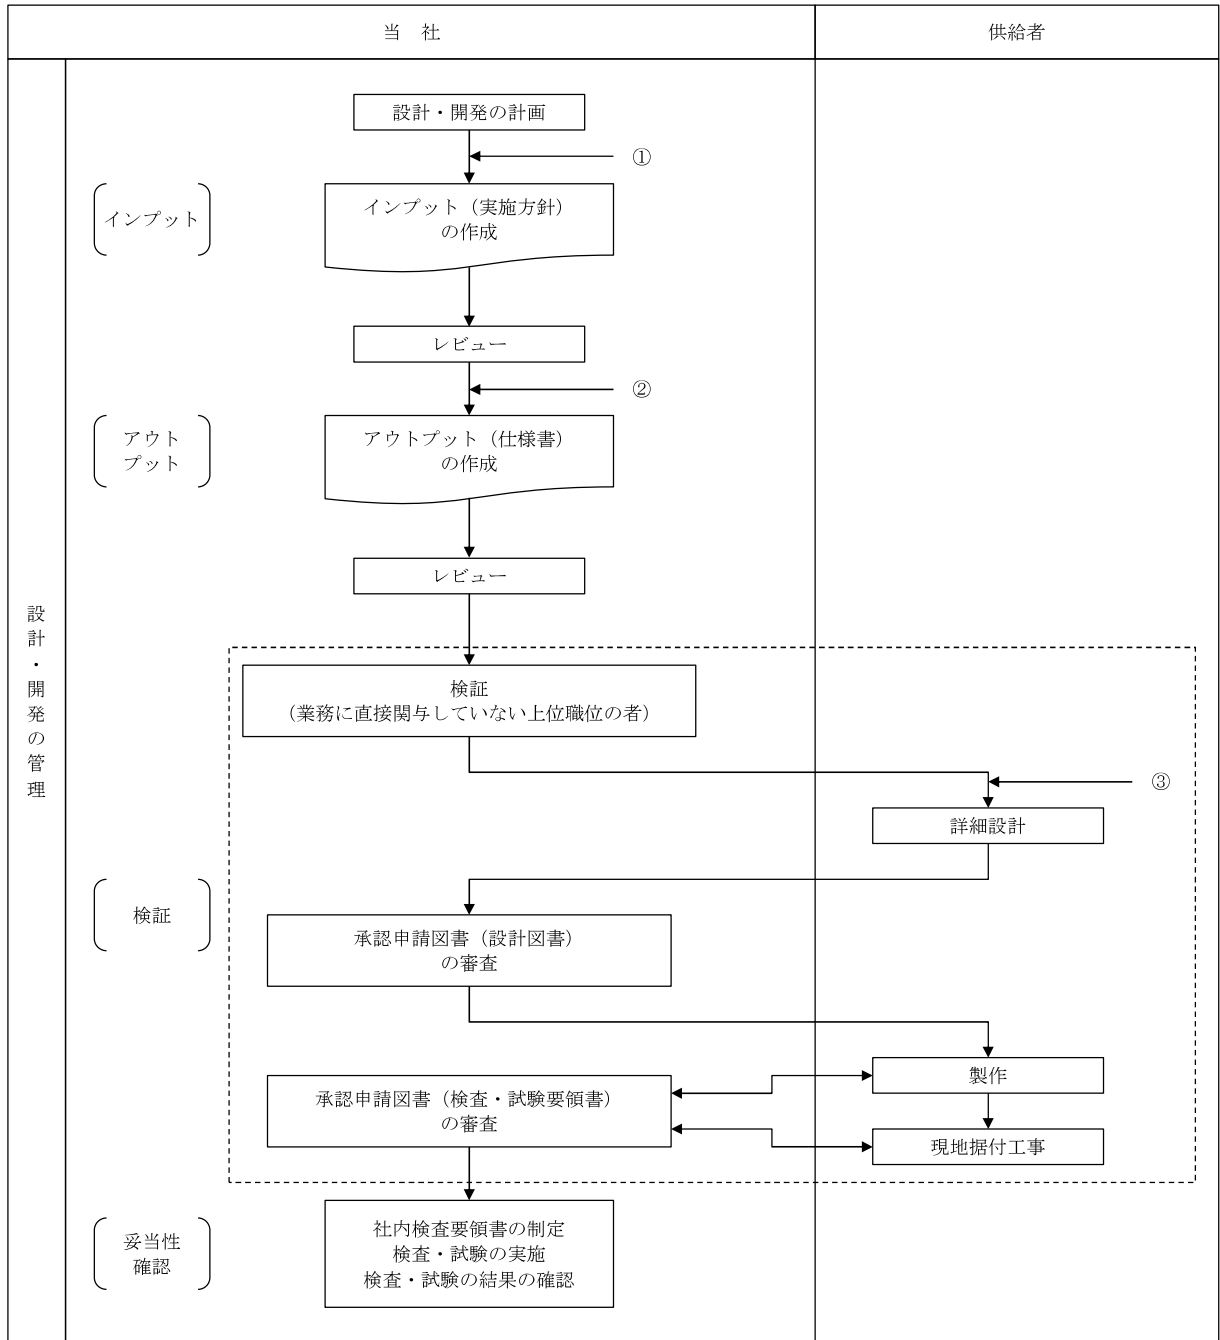 当　社
供給者
設計・開発の計画
①
インプット
インプット（実施方針）
の作成
レビュー
②
アウト
プット
アウトプット（仕様書）
の作成
レビュー
設計・開発の管理
検証
（業務に直接関与していない上位職位の者）
③
詳細設計
検証
承認申請図書（設計図書）
の審査
製作
承認申請図書（検査・試験要領書）
の審査
現地据付工事
妥当性
確認
社内検査要領書の制定
検査・試験の実施
検査・試験の結果の確認